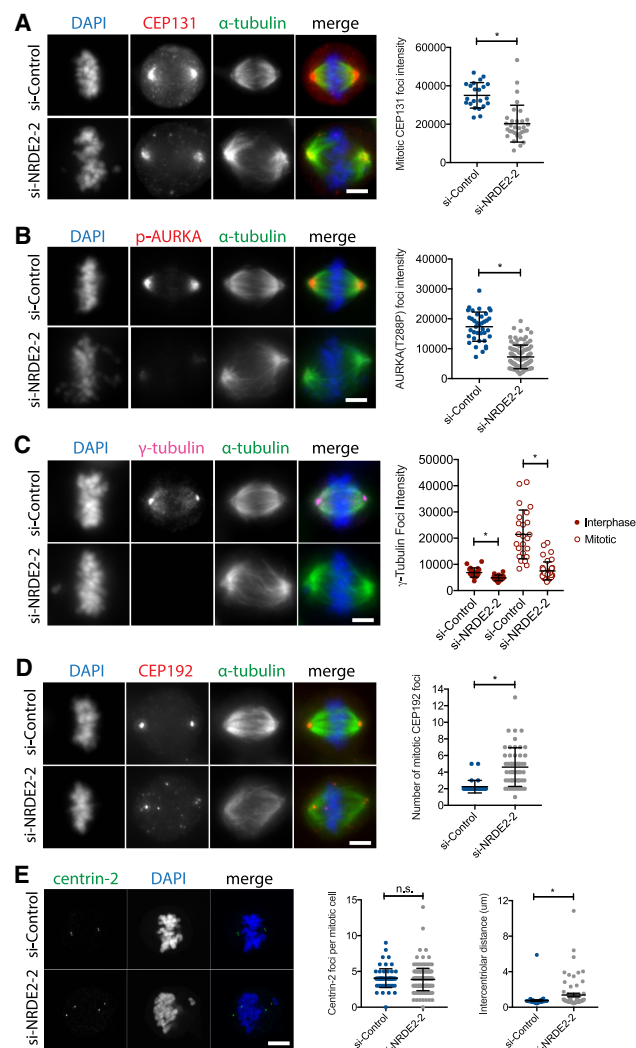 A
DAPI CEP131 α-tubulin merge
si-Control
si-NRDE2-2
Mitotic CEP131 foci intensity
60000
40000
20000
0
*
si-Control
si-NRDE2-2
B
DAPI p-AURKA α-tubulin merge
si-Control
si-NRDE2-2
AURKA(T288P) foci intensity
40000
30000
20000
10000
0
*
si-Control
si-NRDE2-2
C
DAPI γ-tubulin α-tubulin merge
si-Control
si-NRDE2-2
γ-Tubulin Foci Intensity
50000
40000
30000
20000
10000
0
*
*
si-Control
si-NRDE2-2
si-Control
si-NRDE2-2
Interphase
Mitotic
D
DAPI CEP192 α-tubulin merge
si-Control
si-NRDE2-2
Number of mitotic CEP192 foci
14
12
10
8
6
4
2
0
*
si-Control
si-NRDE2-2
E
centrin-2 DAPI merge
si-Control
si-NRDE2-2
Centrin-2 foci per mitotic cell
15
10
5
0
n.s.
si-Control
si-NRDE2-2
Intercentriolar distance (um)
12
8
4
0
*
si-Control
si-NRDE2-2